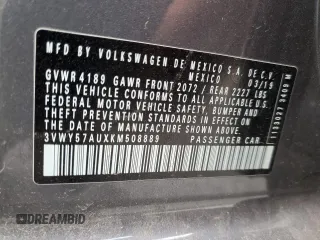 MFD. BY VOLKSWAGEN DE MEXICO S.A. DE C.V.
MEXICO 03/19
GVWR 4189 GAWR FRONT 2072 / REAR 2227 LBS
THIS VEHICLE CONFORMS TO ALL APPLICABLE
FEDERAL MOTOR VEHICLE SAFETY, BUMPER, AND
THEFT PREVENTION STANDARDS IN EFFECT ON
THE DATE OF MANUFACTURE SHOWN ABOVE.
3VWY57AUXKM508889 PASSENGER CAR
© DREAMBID